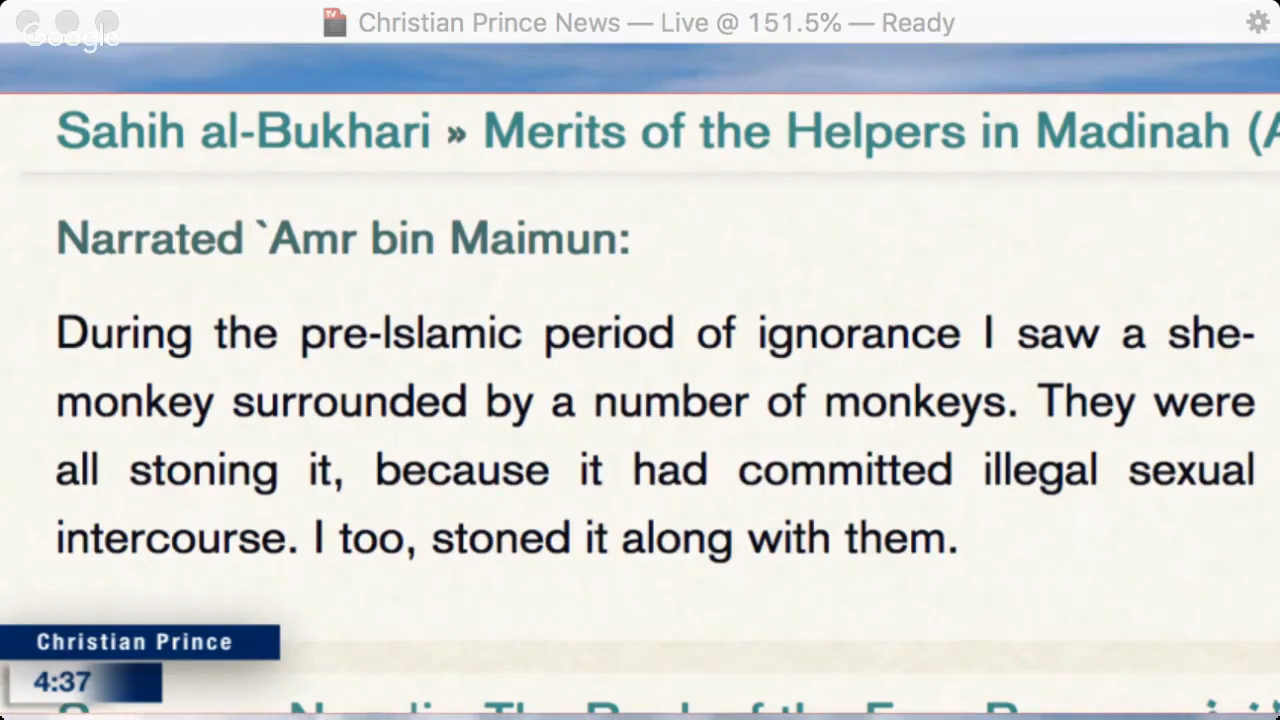 Christian Prince News — Live @ 151.5% — Ready
Google
Sahih al-Bukhari » Merits of the Helpers in Madinah (A
Narrated `Amr bin Maimun:
During the pre-Islamic period of ignorance I saw a she-
monkey surrounded by a number of monkeys. They were
all stoning it, because it had committed illegal sexual
intercourse. I too, stoned it along with them.
Christian Prince
4:37